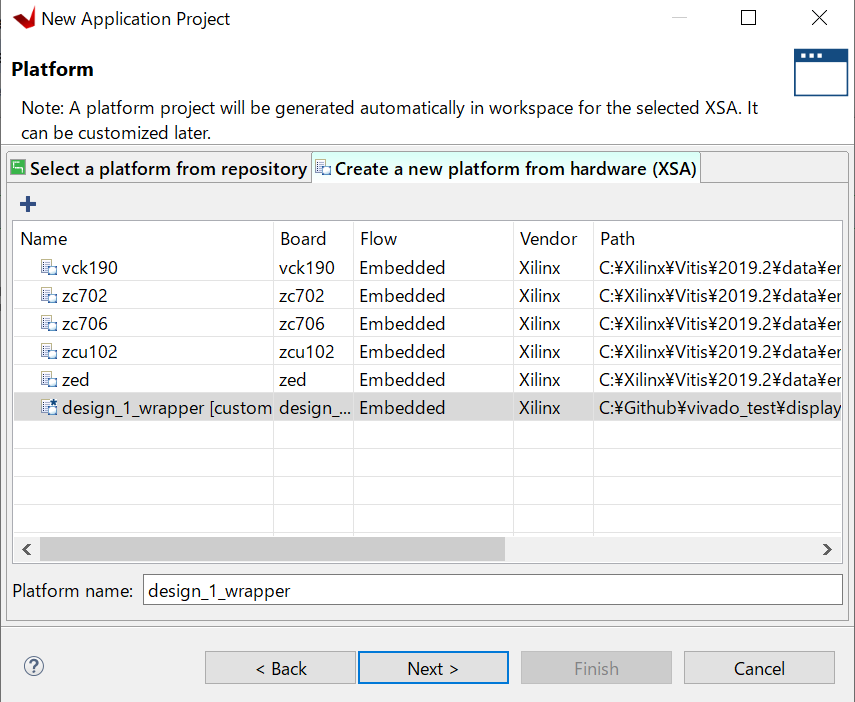 New Application Project
Platform
Note: A platform project will be generated automatically in workspace for the selected XSA. It
can be customized later.
Select a platform from repository Create a new platform from hardware (XSA)
Name Board Flow Vendor Path
vck190 vck190 Embedded Xilinx C:¥Xilinx¥Vitis¥2019.2¥data¥er
zc702 zc702 Embedded Xilinx C:¥Xilinx¥Vitis¥2019.2¥data¥er
zc706 zc706 Embedded Xilinx C:¥Xilinx¥Vitis¥2019.2¥data¥er
zcu102 zcu102 Embedded Xilinx C:¥Xilinx¥Vitis¥2019.2¥data¥er
zed zed Embedded Xilinx C:¥Xilinx¥Vitis¥2019.2¥data¥er
design_1_wrapper [custom design_... Embedded Xilinx C:¥Github¥vivado_test¥display
Platform name: design_1_wrapper
? < Back Next > Finish Cancel